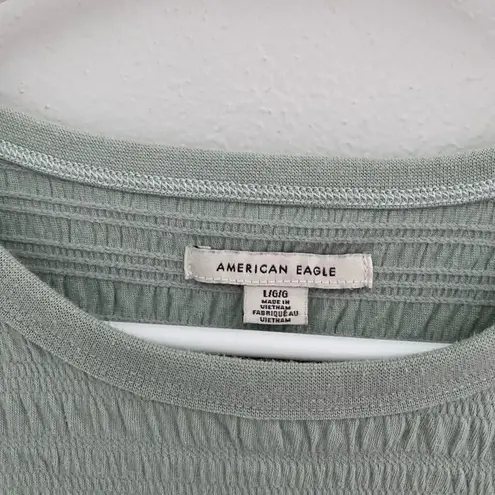 AMERICAN EAGLE
L/G/G
MADE IN
VIETNAM
FABRIQUÉ AU
VIETNAM